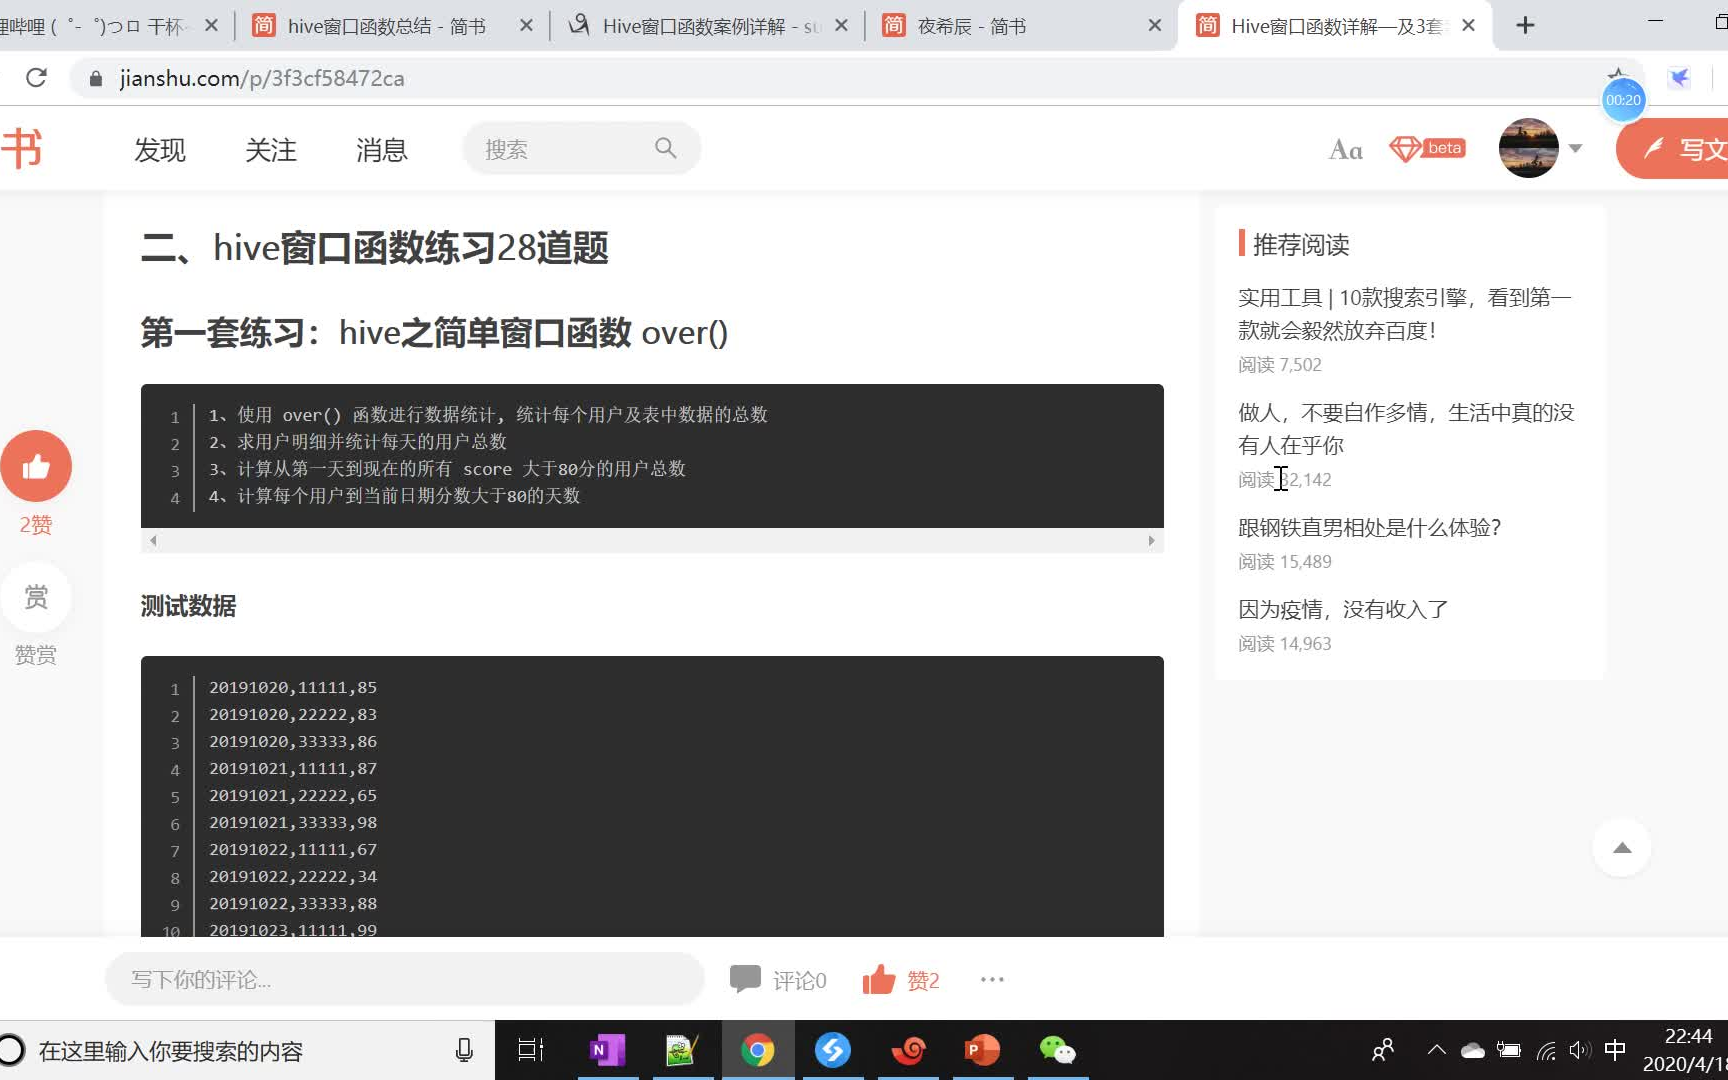 哩哔哩 (゜-゜)つロ 干杯-
hive窗口函数总结 - 简书
Hive窗口函数案例详解 - su
夜希辰 - 简书
Hive窗口函数详解—及3套
jianshu.com/p/3f3cf58472ca
00:20
书
发现
关注
消息
搜索
Aa
beta
写文
二、hive窗口函数练习28道题
第一套练习：hive之简单窗口函数 over()
1 1、使用 over() 函数进行数据统计, 统计每个用户及表中数据的总数
2 2、求用户明细并统计每天的用户总数
3 3、计算从第一天到现在的所有 score 大于80分的用户总数
4 4、计算每个用户到当前日期分数大于80的天数
测试数据
1 20191020,11111,85
2 20191020,22222,83
3 20191020,33333,86
4 20191021,11111,87
5 20191021,22222,65
6 20191021,33333,98
7 20191022,11111,67
8 20191022,22222,34
9 20191022,33333,88
10 20191023,11111,99
2赞
赏
赞赏
推荐阅读
实用工具 | 10款搜索引擎，看到第一
款就会毅然放弃百度！
阅读 7,502
做人，不要自作多情，生活中真的没
有人在乎你
阅读 32,142
跟钢铁直男相处是什么体验？
阅读 15,489
因为疫情，没有收入了
阅读 14,963
写下你的评论...
评论0
赞2
在这里输入你要搜索的内容
中
22:44
2020/4/18